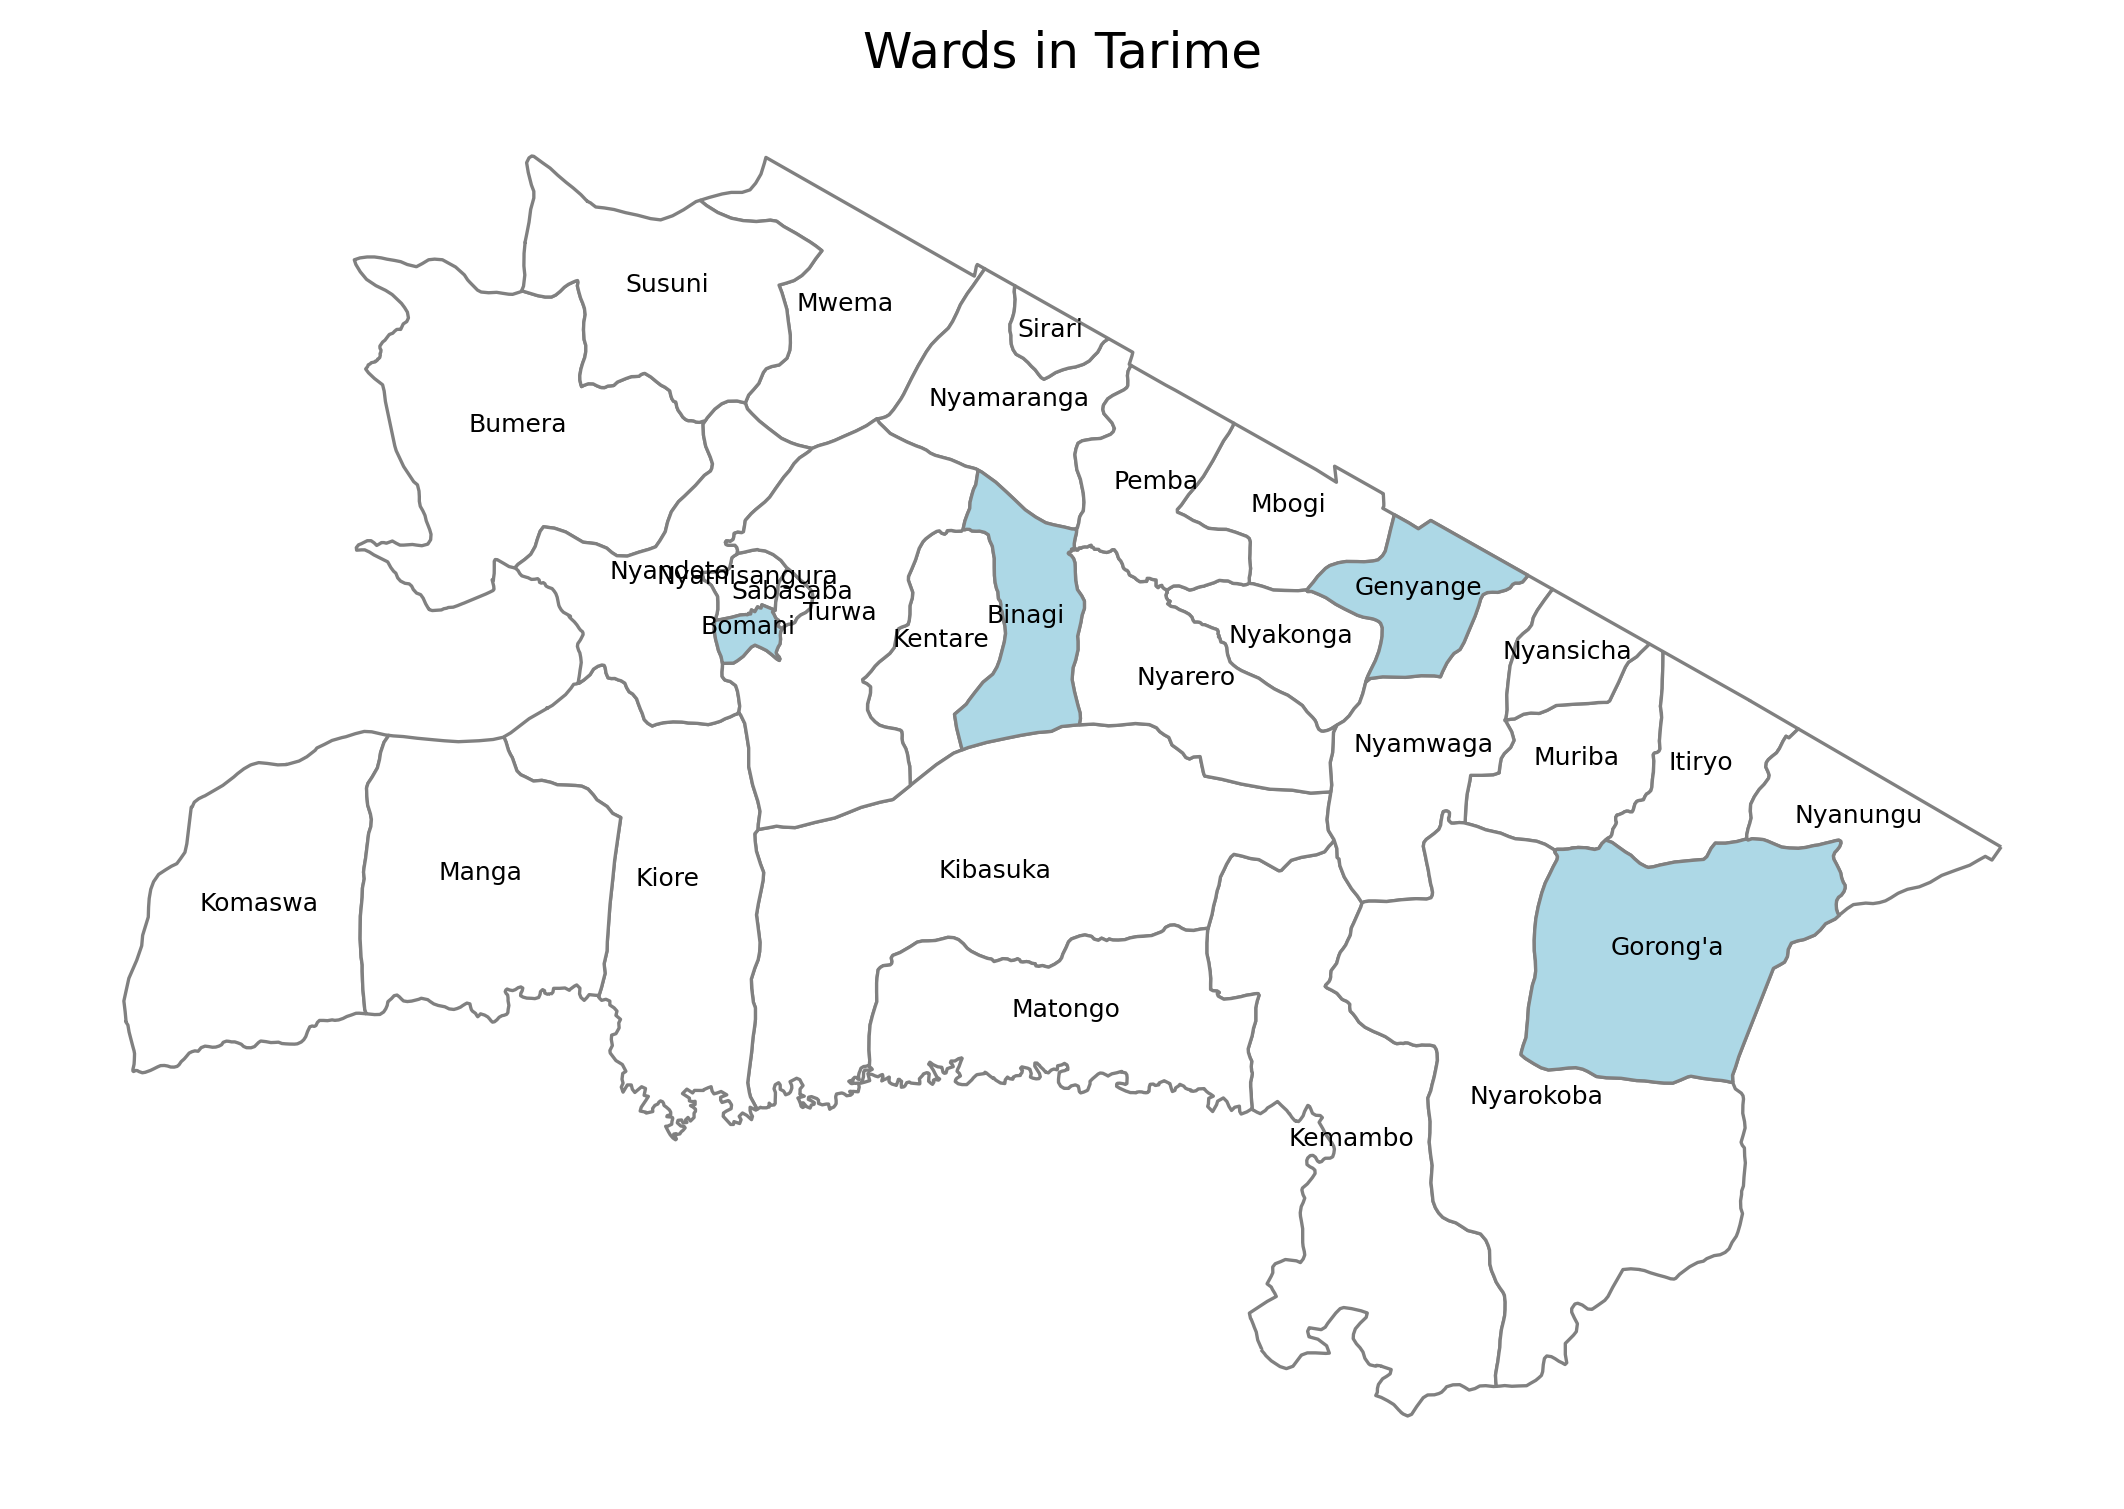 Wards in Tarime
Susuni
Mwema
Sirari
Nyamaranga
Bumera
Pemba
Mbogi
Nyandoto
Nyamisangura
Sabasaba
Genyange
Turwa
Binagi
Bomani
Kentare
Nyakonga
Nyansicha
Nyarero
Nyamwaga
Muriba
Itiryo
Nyanungu
Kibasuka
Manga
Kiore
Komaswa
Gorong'a
Matongo
Nyarokoba
Kemambo